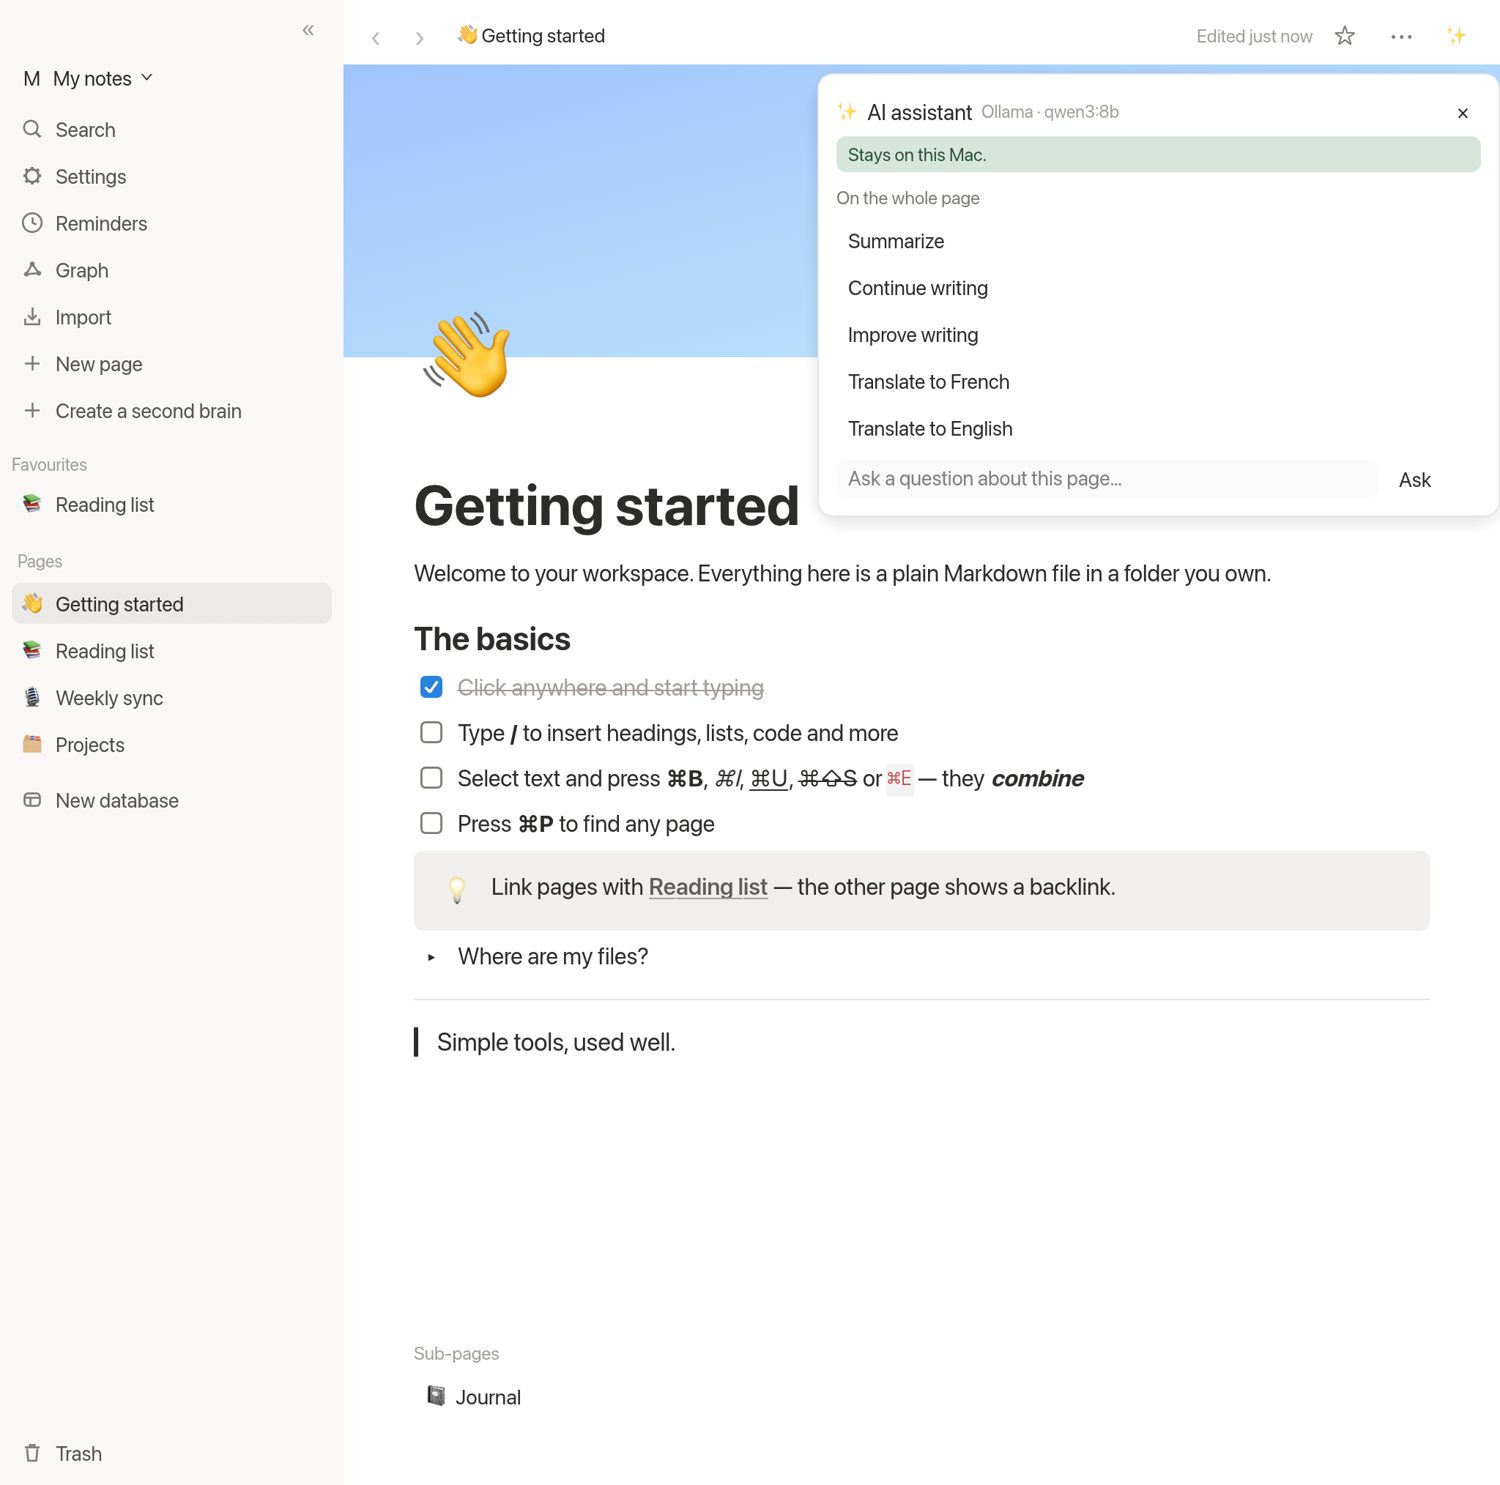 M My notes
Search
Settings
Reminders
Graph
Import
New page
Create a second brain
Favourites
Reading list
Pages
Getting started
Reading list
Weekly sync
Projects
New database
Trash
Getting started
Edited just now
AI assistant Ollama · qwen3:8b
Stays on this Mac.
On the whole page
Summarize
Continue writing
Improve writing
Translate to French
Translate to English
Ask a question about this page... Ask
Getting started
Welcome to your workspace. Everything here is a plain Markdown file in a folder you own.
The basics
Click anywhere and start typing
Type / to insert headings, lists, code and more
Select text and press ⌘B, ⌘I, ⌘U, ⌘⇧S or ⌘E — they combine
Press ⌘P to find any page
Link pages with Reading list — the other page shows a backlink.
Where are my files?
Simple tools, used well.
Sub-pages
Journal